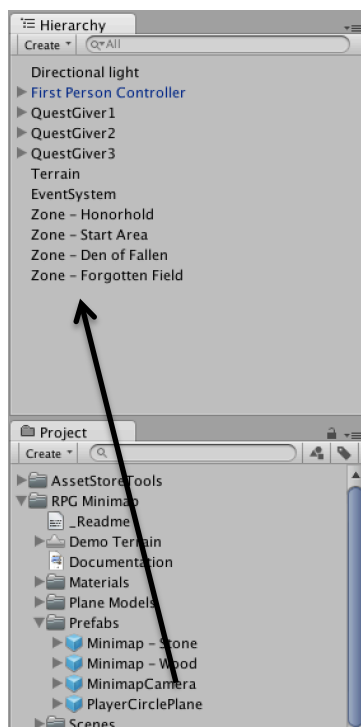 Hierarchy
Create All
Directional light
First Person Controller
QuestGiver1
QuestGiver2
QuestGiver3
Terrain
EventSystem
Zone – Honorhold
Zone – Start Area
Zone – Den of Fallen
Zone – Forgotten Field
Project
Create
AssetStoreTools
RPG Minimap
_Readme
Demo Terrain
Documentation
Materials
Plane Models
Prefabs
Minimap – Stone
Minimap – Wood
MinimapCamera
PlayerCirclePlane
Scenes